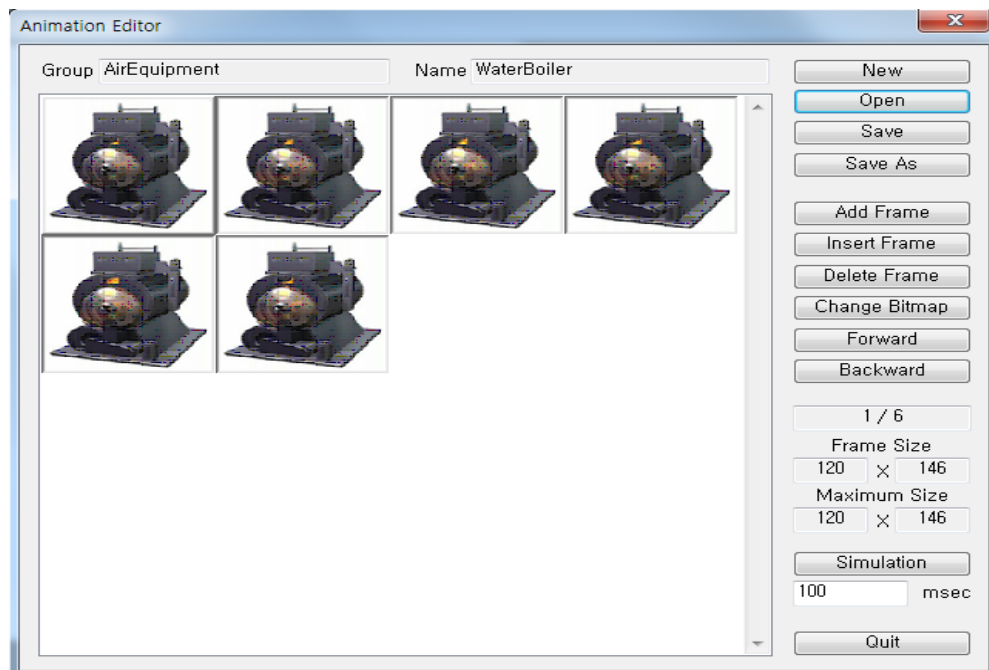 Animation Editor
Group AirEquipment Name WaterBoiler
New
Open
Save
Save As
Add Frame
Insert Frame
Delete Frame
Change Bitmap
Forward
Backward
1 / 6
Frame Size
120 X 146
Maximum Size
120 X 146
Simulation
100 msec
Quit